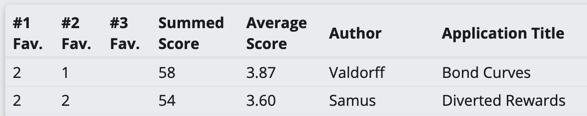 #1 Fav. #2 Fav. #3 Fav. Summed Score Average Score Author Application Title
2 1 58 3.87 Valdorff Bond Curves
2 2 54 3.60 Samus Diverted Rewards